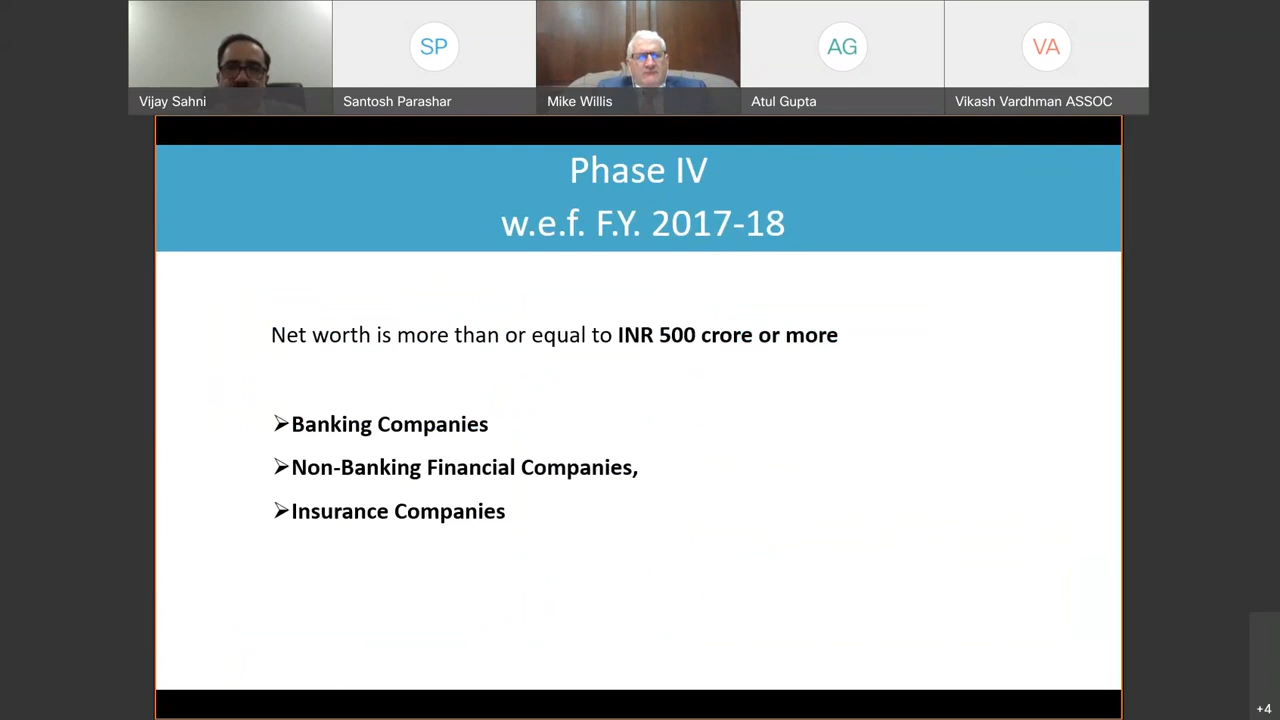 SP
AG
VA
Vijay Sahni
Santosh Parashar
Mike Willis
Atul Gupta
Vikash Vardhman ASSOC
Phase IV
w.e.f. F.Y. 2017-18
Net worth is more than or equal to INR 500 crore or more
➢Banking Companies
➢Non-Banking Financial Companies,
➢Insurance Companies
+4